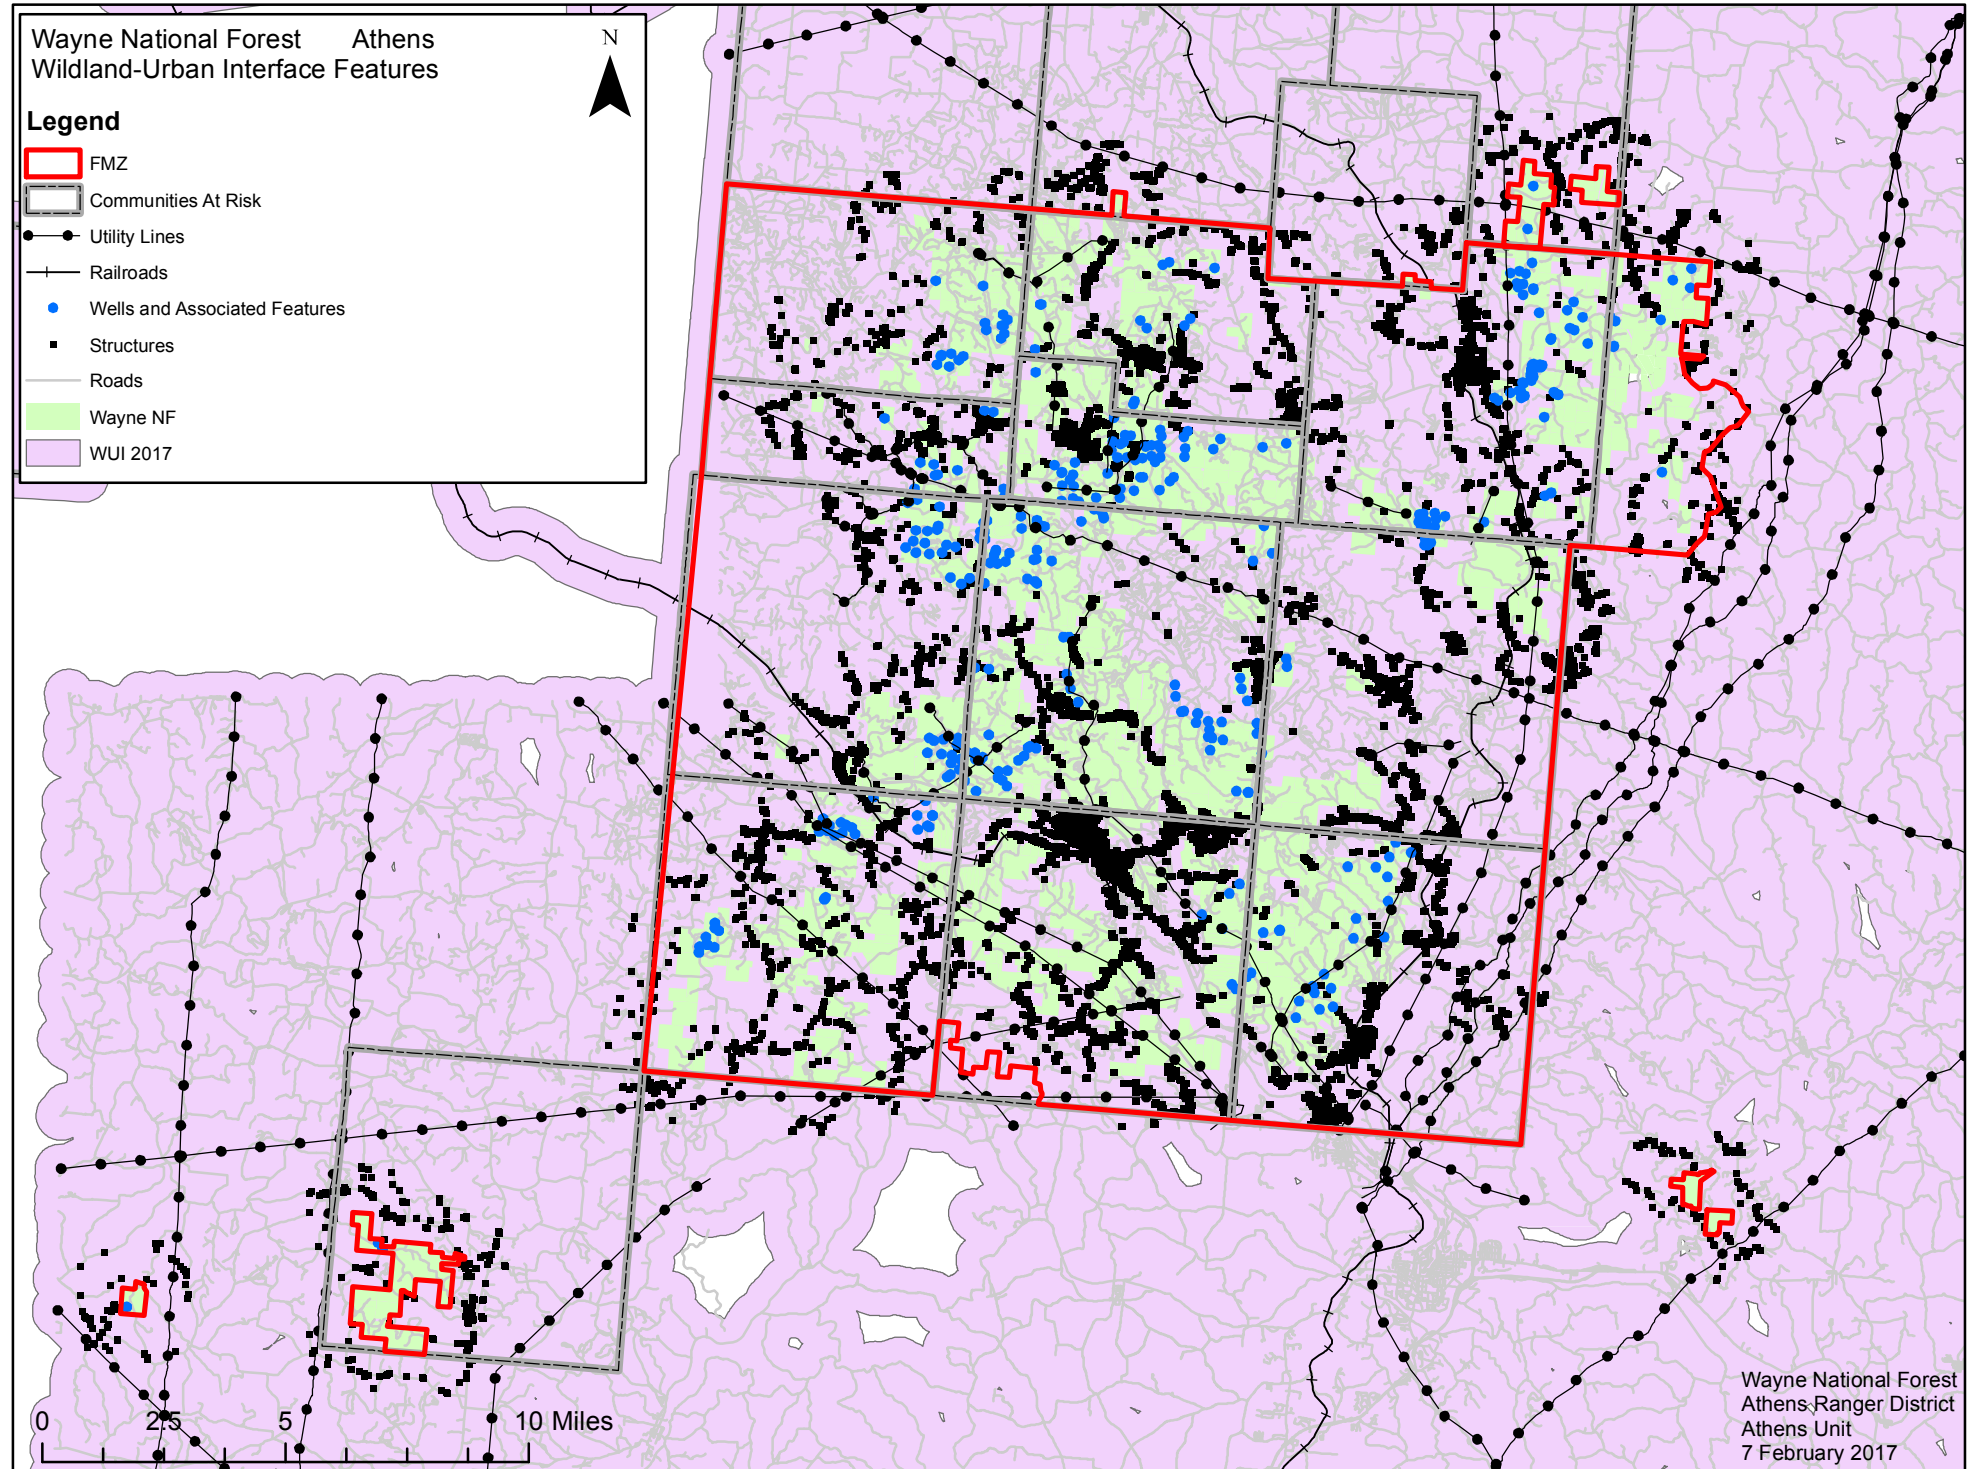 Wayne National Forest Athens
Wildland-Urban Interface Features
N
Legend
FMZ
Communities At Risk
Utility Lines
Railroads
Wells and Associated Features
Structures
Roads
Wayne NF
WUI 2017
0 2.5 5 10 Miles
Wayne National Forest
Athens Ranger District
Athens Unit
7 February 2017